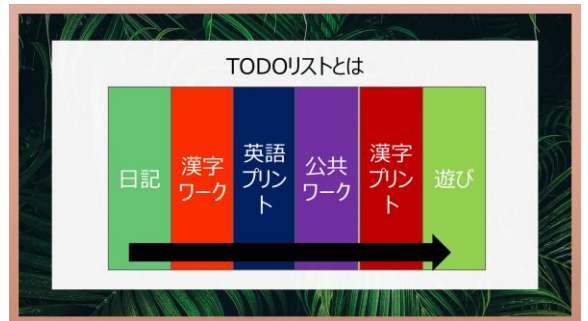 TODOリストとは
日記
漢字
ワーク
英語
プリン
ト
公共
ワーク
漢字
プリン
ト
遊び